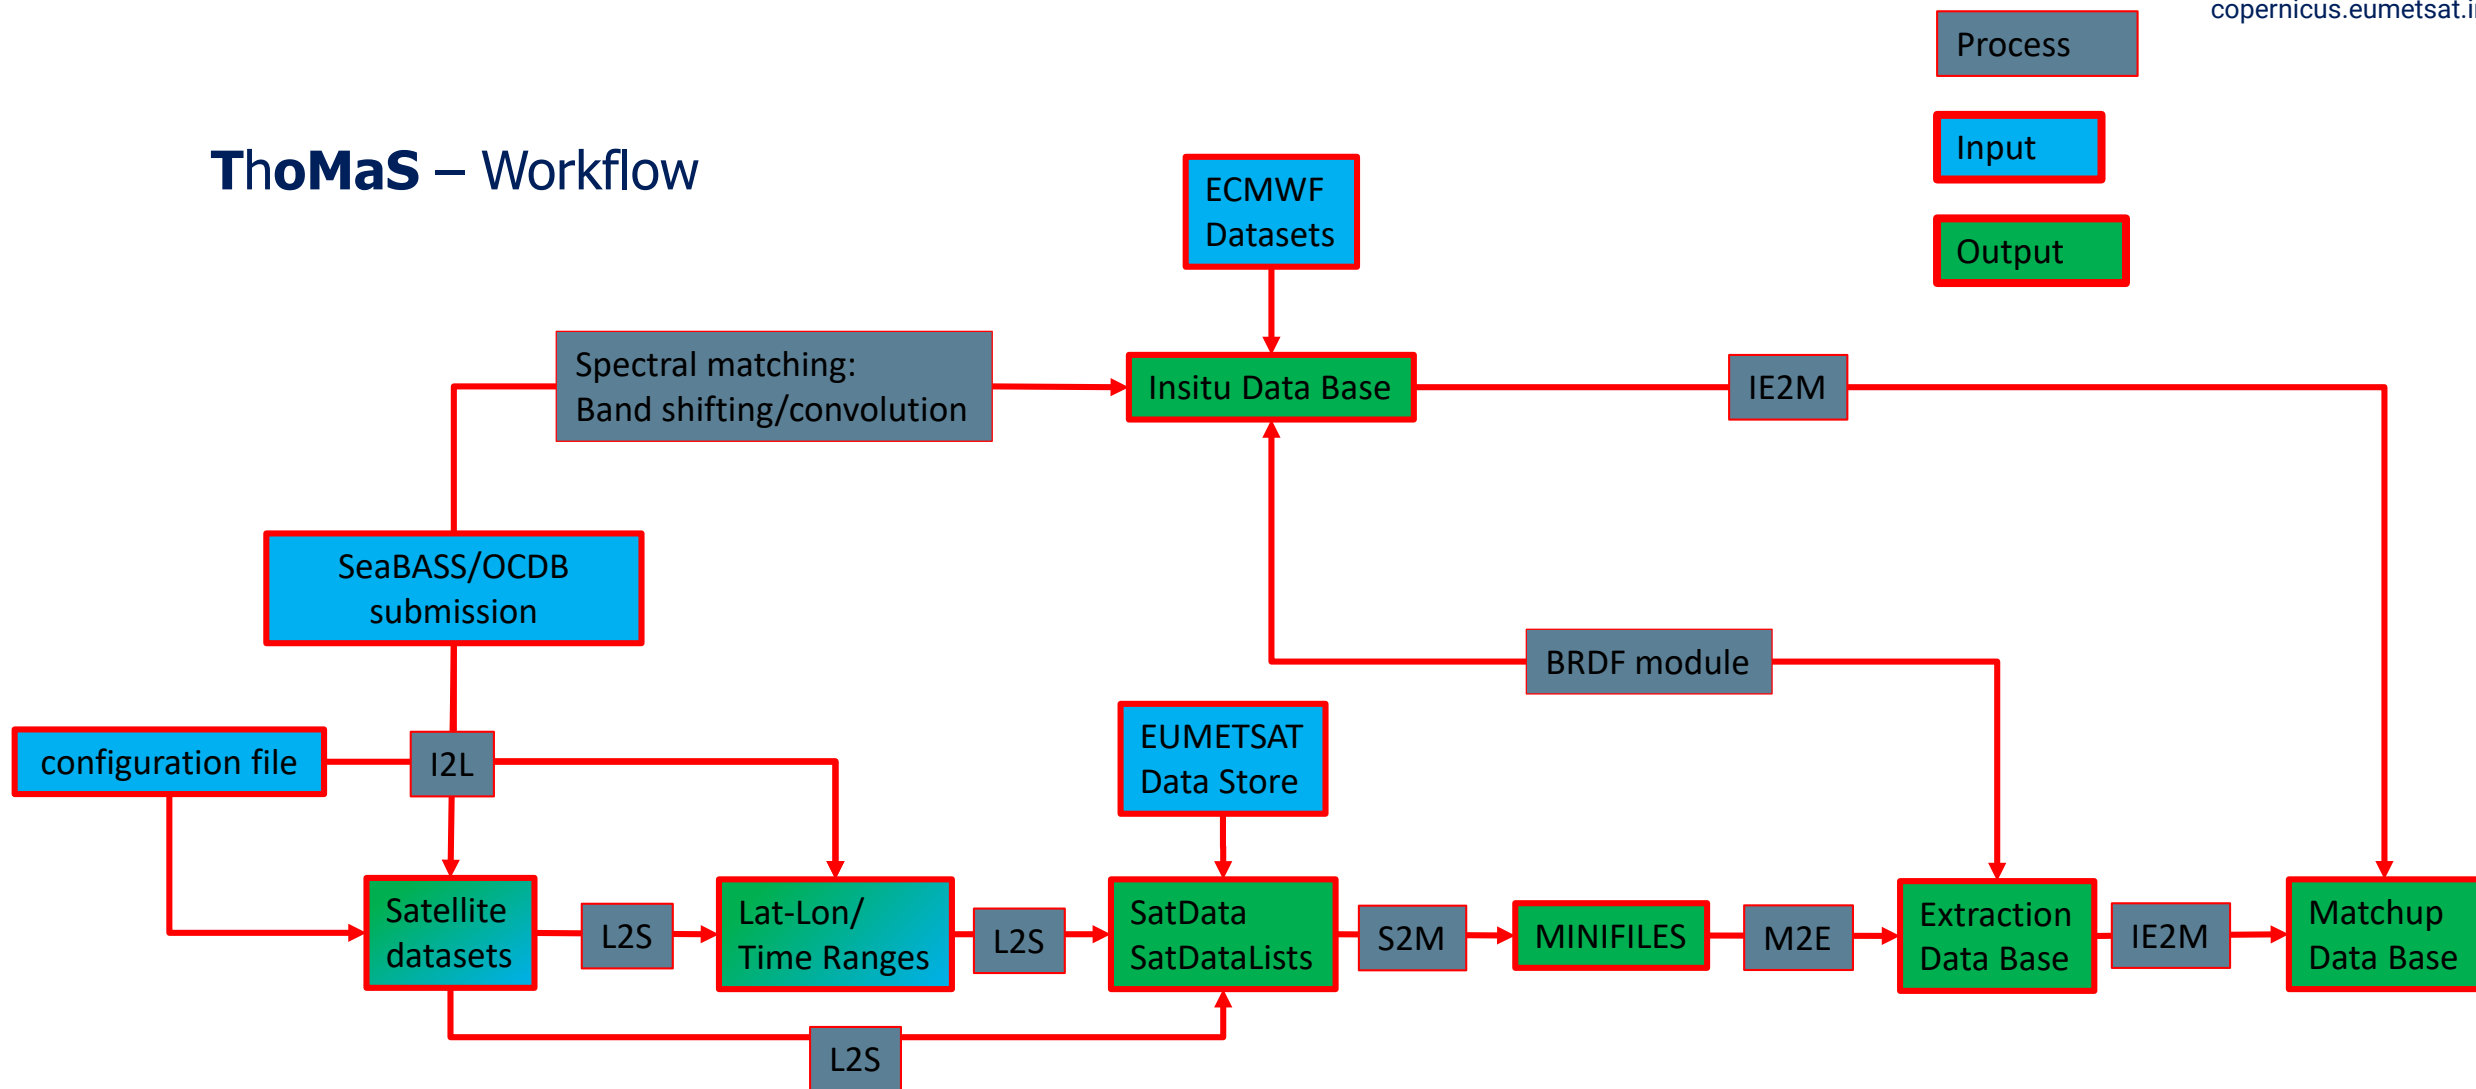 copernicus.eumetsat.i
Process
Input
Output
ThoMaS – Workflow
ECMWF
Datasets
Spectral matching:
Band shifting/convolution
Insitu Data Base
IE2M
SeaBASS/OCDB
submission
BRDF module
configuration file
I2L
EUMETSAT
Data Store
Satellite
datasets
L2S
Lat-Lon/
Time Ranges
L2S
SatData
SatDataLists
S2M
MINIFILES
M2E
Extraction
Data Base
IE2M
Matchup
Data Base
L2S